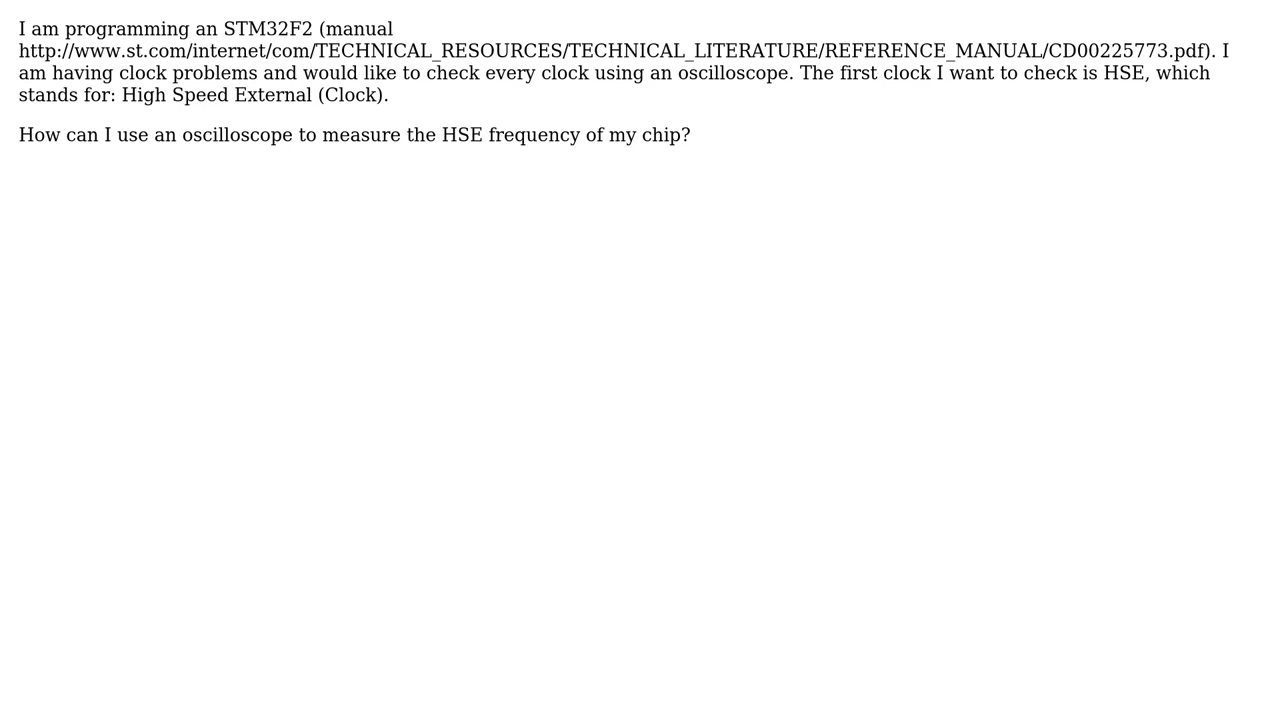 I am programming an STM32F2 (manual
http://www.st.com/internet/com/TECHNICAL_RESOURCES/TECHNICAL_LITERATURE/REFERENCE_MANUAL/CD00225773.pdf). I
am having clock problems and would like to check every clock using an oscilloscope. The first clock I want to check is HSE, which
stands for: High Speed External (Clock).
How can I use an oscilloscope to measure the HSE frequency of my chip?